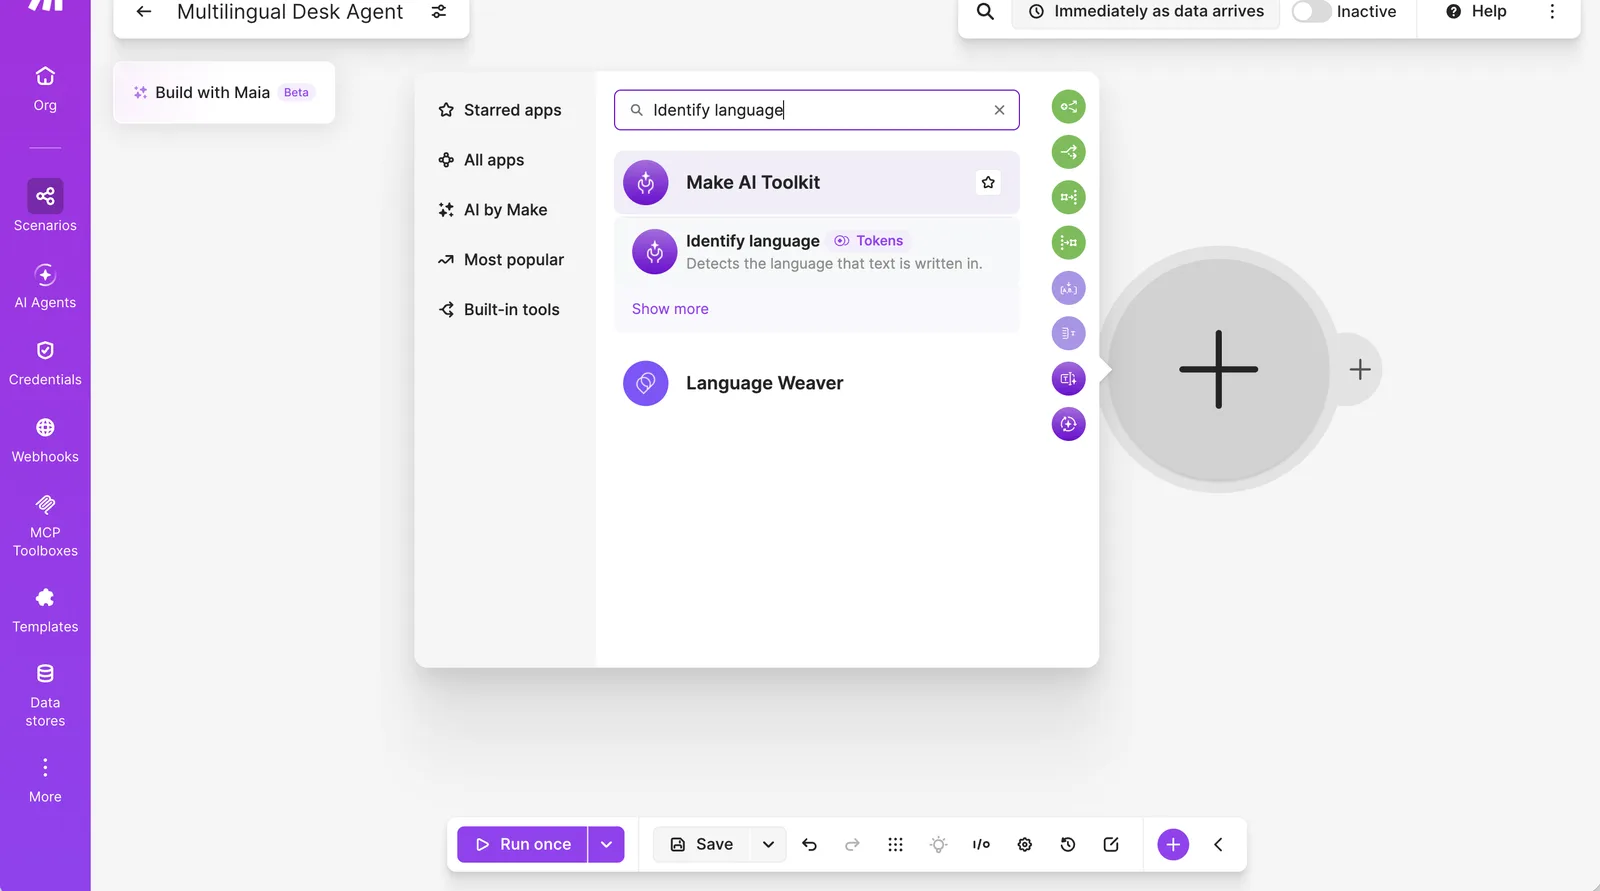 Multilingual Desk Agent
Immediately as data arrives
Inactive
Help
Org
Scenarios
AI Agents
Credentials
Webhooks
MCP
Toolboxes
Templates
Data
stores
More
Build with Maia Beta
Starred apps
All apps
AI by Make
Most popular
Built-in tools
Identify language
Make AI Toolkit
Identify language Tokens
Detects the language that text is written in.
Show more
Language Weaver
Run once
Save